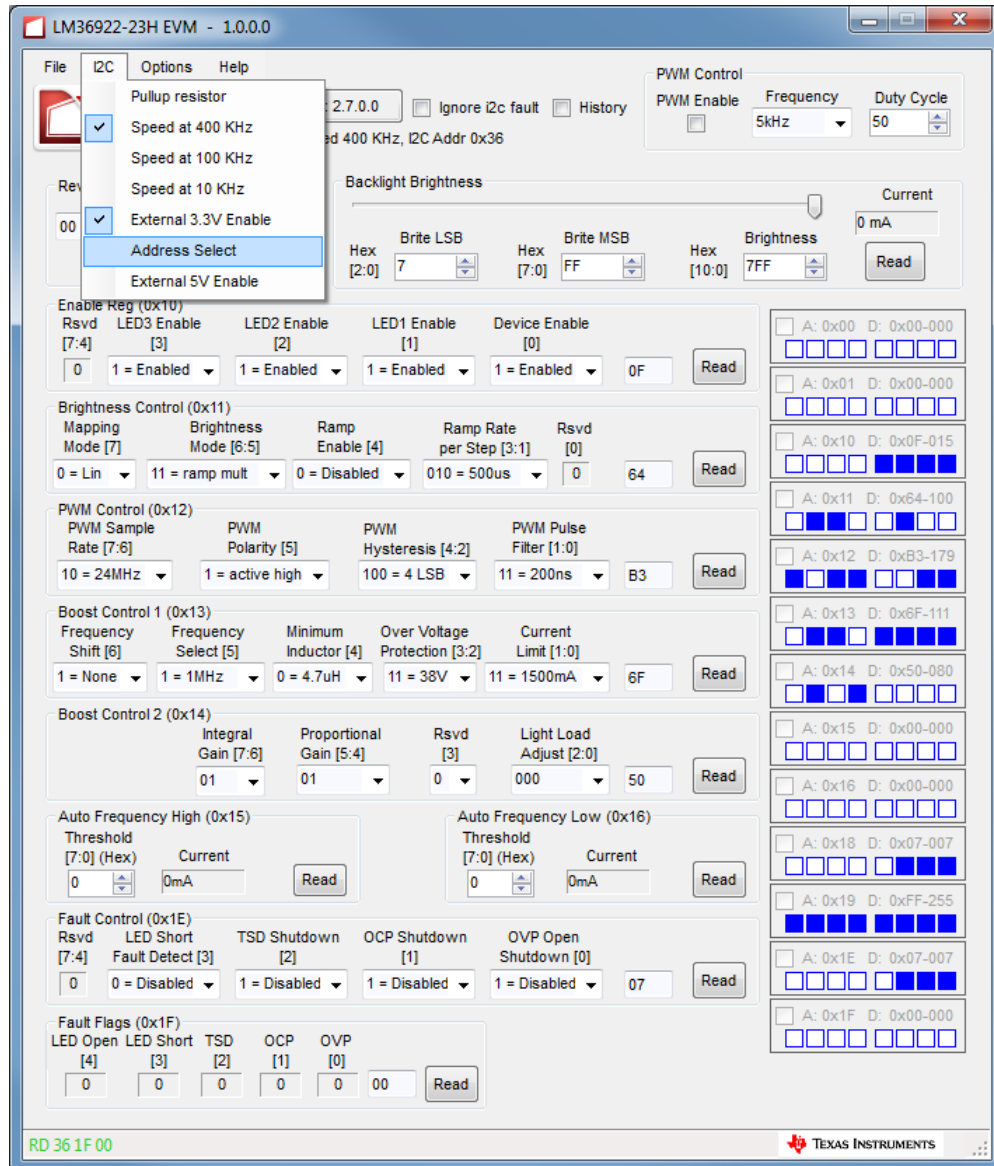 LM36922-23H EVM - 1.0.0.0
File I2C Options Help
Pullup resistor
Speed at 400 KHz
Speed at 100 KHz
Speed at 10 KHz
External 3.3V Enable
Address Select
External 5V Enable
2.7.0.0 Ignore i2c fault History
ed 400 KHz, I2C Addr 0x36
PWM Control
PWM Enable Frequency Duty Cycle
5kHz 50
Rev
00
Backlight Brightness
Current
0 mA
Brite LSB Brite MSB Brightness
Hex Hex Hex
[2:0] 7 [7:0] FF [10:0] 7FF Read
Enable Reg (0x10)
Rsvd LED3 Enable LED2 Enable LED1 Enable Device Enable
[7:4] [3] [2] [1] [0]
0 1 = Enabled 1 = Enabled 1 = Enabled 1 = Enabled 0F Read
Brightness Control (0x11)
Mapping Brightness Ramp Ramp Rate Rsvd
Mode [7] Mode [6:5] Enable [4] per Step [3:1] [0]
0 = Lin 11 = ramp mult 0 = Disabled 010 = 500us 0 64 Read
PWM Control (0x12)
PWM Sample PWM PWM PWM Pulse
Rate [7:6] Polarity [5] Hysteresis [4:2] Filter [1:0]
10 = 24MHz 1 = active high 100 = 4 LSB 11 = 200ns B3 Read
Boost Control 1 (0x13)
Frequency Frequency Minimum Over Voltage Current
Shift [6] Select [5] Inductor [4] Protection [3:2] Limit [1:0]
1 = None 1 = 1MHz 0 = 4.7uH 11 = 38V 11 = 1500mA 6F Read
Boost Control 2 (0x14)
Integral Proportional Rsvd Light Load
Gain [7:6] Gain [5:4] [3] Adjust [2:0]
01 01 0 000 50 Read
Auto Frequency High (0x15)
Threshold
[7:0] (Hex) Current
0 0mA Read
Auto Frequency Low (0x16)
Threshold
[7:0] (Hex) Current
0 0mA Read
Fault Control (0x1E)
Rsvd LED Short TSD Shutdown OCP Shutdown OVP Open
[7:4] Fault Detect [3] [2] [1] Shutdown [0]
0 0 = Disabled 1 = Disabled 1 = Disabled 1 = Disabled 07 Read
Fault Flags (0x1F)
LED Open LED Short TSD OCP OVP
[4] [3] [2] [1] [0]
0 0 0 0 0 00 Read
A: 0x00 D: 0x00-000
A: 0x01 D: 0x00-000
A: 0x10 D: 0x0F-015
A: 0x11 D: 0x64-100
A: 0x12 D: 0xB3-179
A: 0x13 D: 0x6F-111
A: 0x14 D: 0x50-080
A: 0x15 D: 0x00-000
A: 0x16 D: 0x00-000
A: 0x18 D: 0x07-007
A: 0x19 D: 0xFF-255
A: 0x1E D: 0x07-007
A: 0x1F D: 0x00-000
RD 36 1F 00
TEXAS INSTRUMENTS